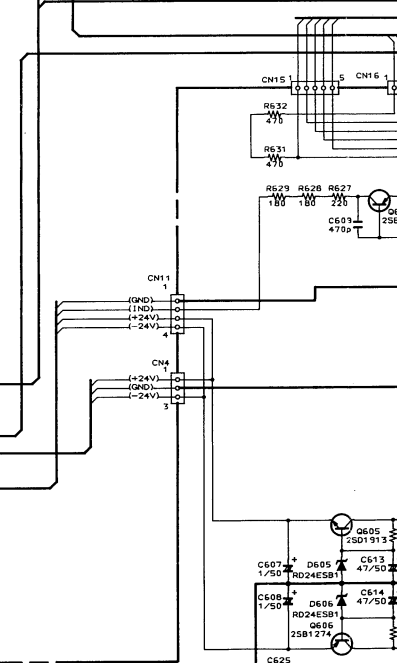 CN15 1 5 CN16 1
R632
470
R631
470
R629 R628 R627
180 180 220
C603
470p
CN11
1
(GND)
(IND)
(+24V)
(-24V)
4
CN4
1
(+24V)
(GND)
(-24V)
3
Q605
2SD1913
C607
1/50
+
D605
RD24ESB1
C613
47/50
C608
1/50
+
D606
RD24ESB1
C614
47/50
Q606
2SB1274
C625